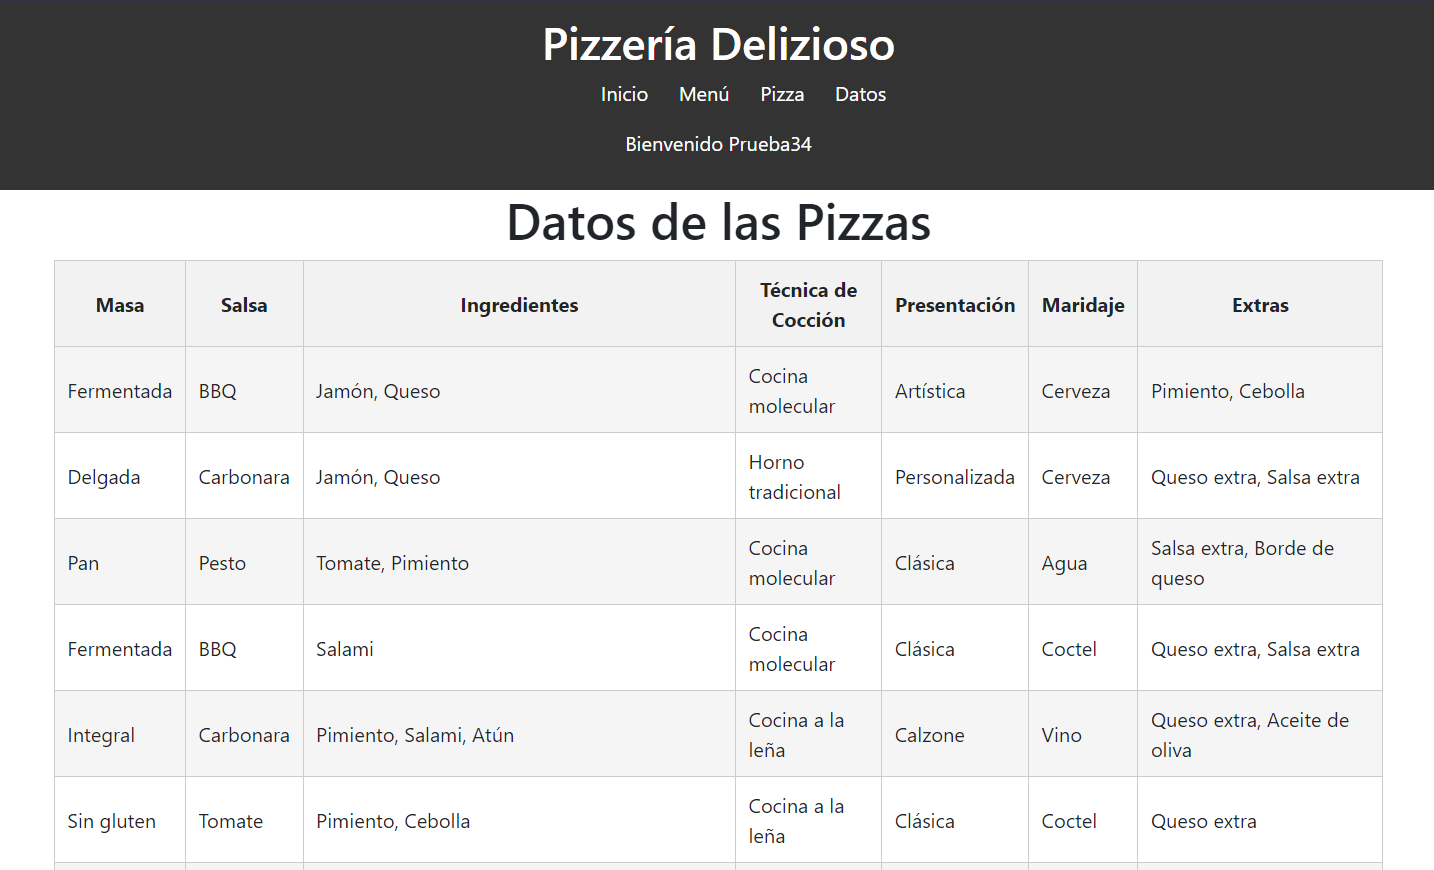 Pizzería Delizioso
Inicio Menú Pizza Datos
Bienvenido Prueba34
Datos de las Pizzas
Masa Salsa Ingredientes Técnica de Cocción Presentación Maridaje Extras
Fermentada BBQ Jamón, Queso Cocina molecular Artística Cerveza Pimiento, Cebolla
Delgada Carbonara Jamón, Queso Horno tradicional Personalizada Cerveza Queso extra, Salsa extra
Pan Pesto Tomate, Pimiento Cocina molecular Clásica Agua Salsa extra, Borde de queso
Fermentada BBQ Salami Cocina molecular Clásica Coctel Queso extra, Salsa extra
Integral Carbonara Pimiento, Salami, Atún Cocina a la leña Calzone Vino Queso extra, Aceite de oliva
Sin gluten Tomate Pimiento, Cebolla Cocina a la leña Clásica Coctel Queso extra